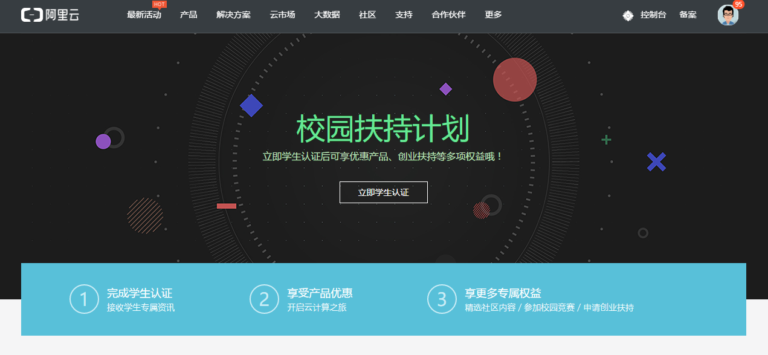 阿里云
最新活动 HOT 产品 解决方案 云市场 大数据 社区 支持 合作伙伴 更多 控制台 备案 95
校园扶持计划
立即学生认证后可享优惠产品、创业扶持等多项权益哦！
立即学生认证
1 完成学生认证
接收学生专属资讯
2 享受产品优惠
开启云计算之旅
3 享更多专属权益
精选社区内容 / 参加校园竞赛 / 申请创业扶持